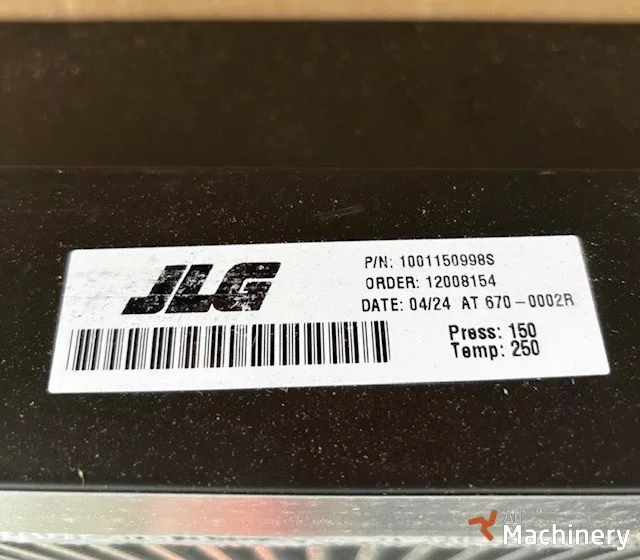 JLG
P/N: 1001150998S
ORDER: 12008154
DATE: 04/24 AT 670-0002R
Press: 150
Temp: 250
Machinery